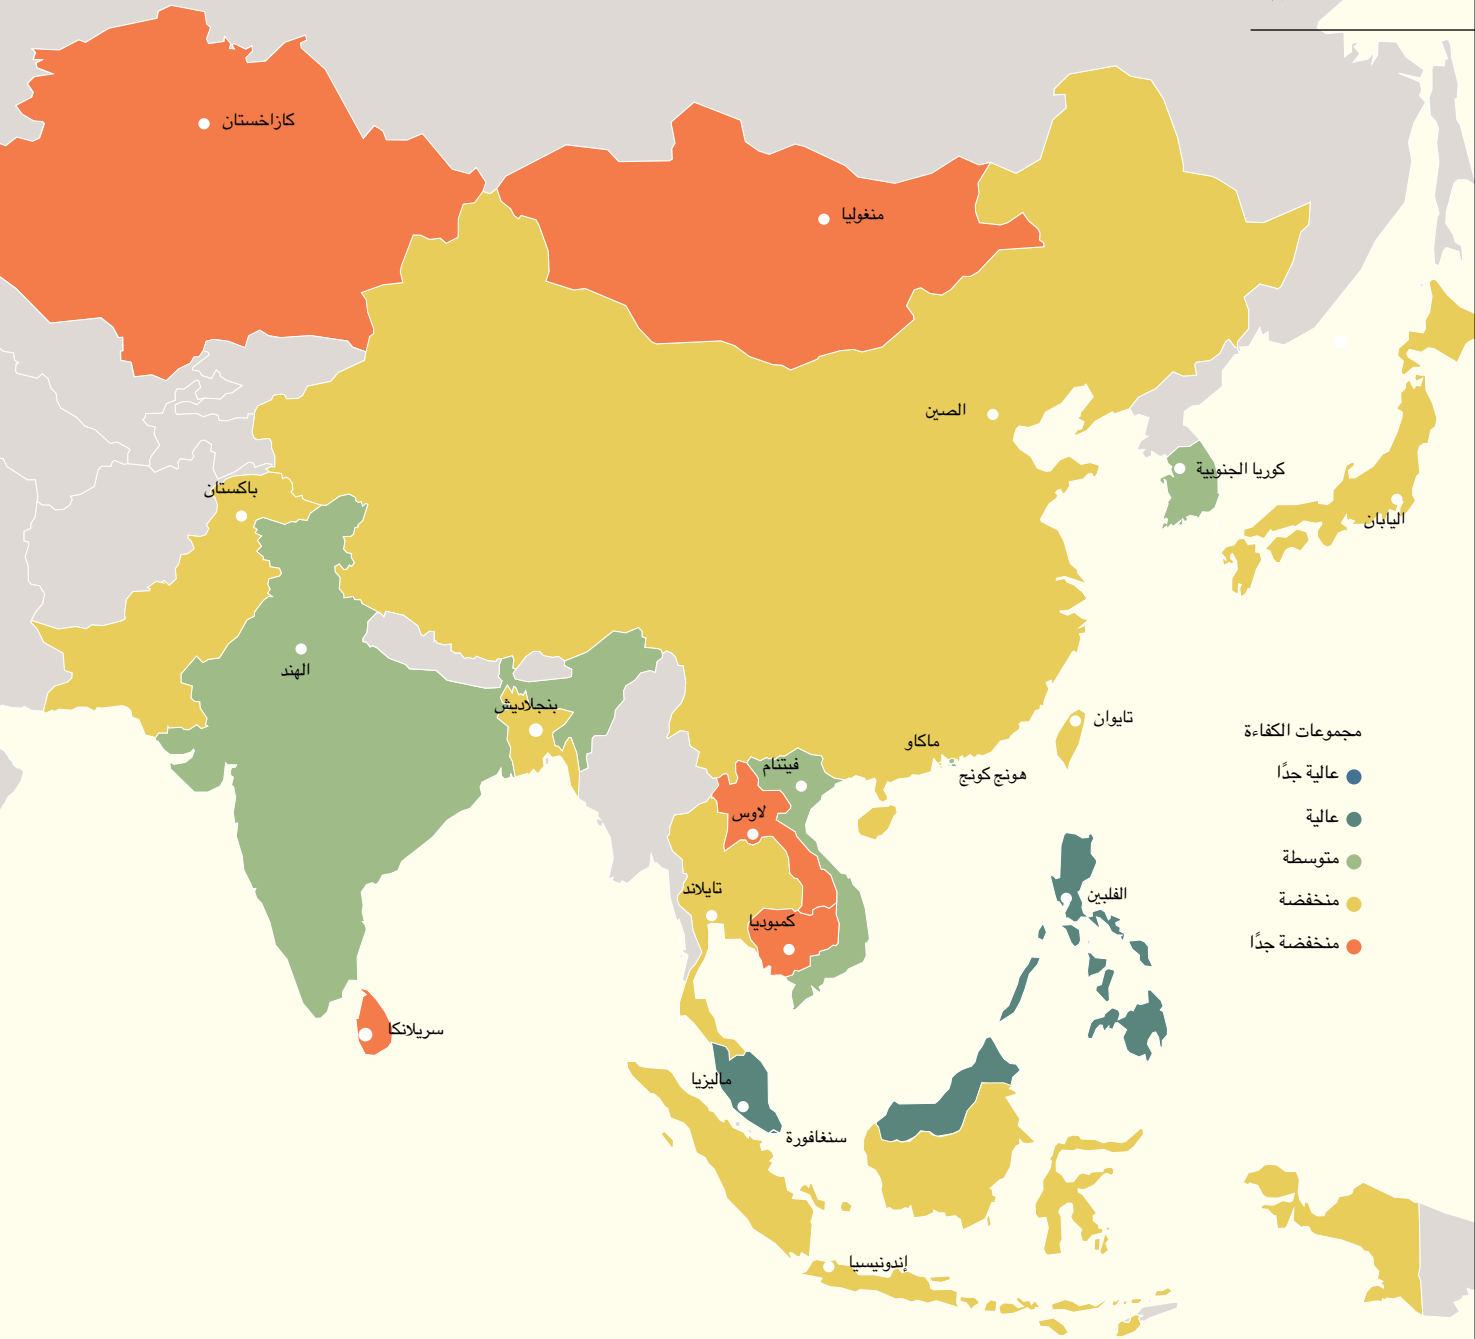 كازاخستان
منغوليا
الصين
كوريا الجنوبية
باكستان
اليابان
الهند
بنجلاديش
تايوان
ماكاو
فيتنام
هونج كونج
لاوس
تايلاند
الفلبين
كمبوديا
سريلانكا
ماليزيا
سنغافورة
إندونيسيا
مجموعات الكفاءة
عالية جدًا
عالية
متوسطة
منخفضة
منخفضة جدًا